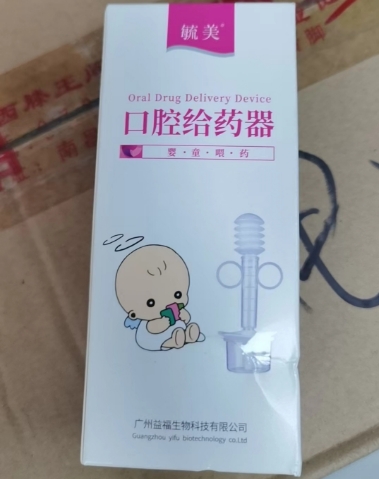 毓美
Oral Drug Delivery Device
口腔给药器
婴·童·喂·药
广州益福生物科技有限公司
Guangzhou yifu biotechnology co.Ltd